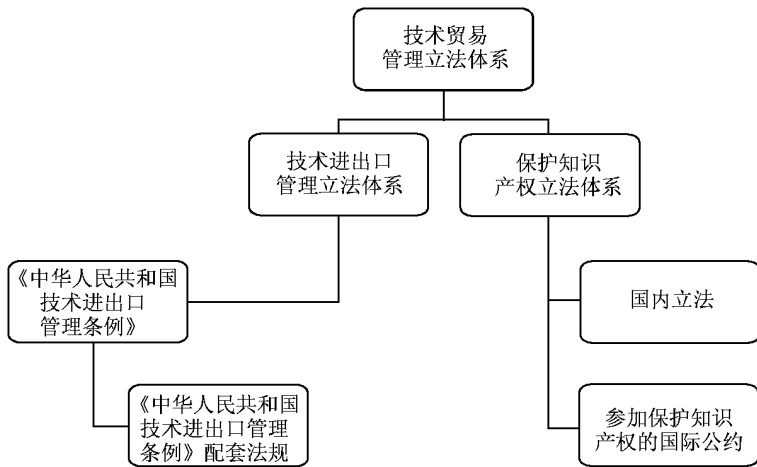 技术贸易
管理立法体系
技术进出口
管理立法体系
保护知识
产权立法体系
《中华人民共和国
技术进出口
管理条例》
国内立法
《中华人民共和国
技术进出口管理
条例》配套法规
参加保护知识
产权的国际公约